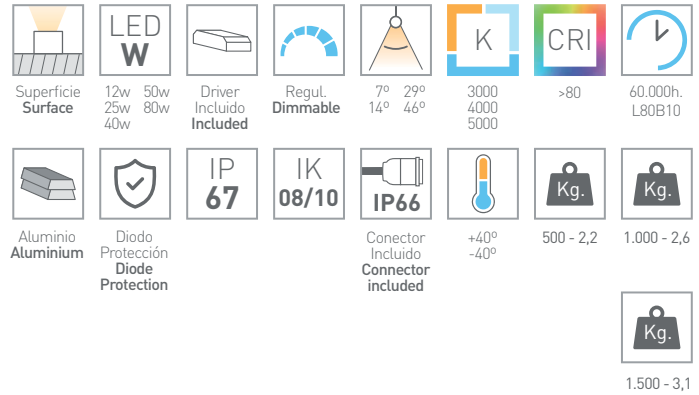 LED
W
K
CRI
Superficie
Surface
12w 50w
25w 80w
40w
Driver
Incluido
Included
Regul.
Dimmable
7º 29º
14º 46º
3000
4000
5000
>80
60.000h.
L80B10
IP
67
IK
08/10
IP66
Kg.
Kg.
Aluminio
Aluminium
Diodo
Protección
Diode
Protection
Conector
Incluido
Connector
included
+40º
-40º
500 - 2,2
1.000 - 2,6
Kg.
1.500 - 3,1